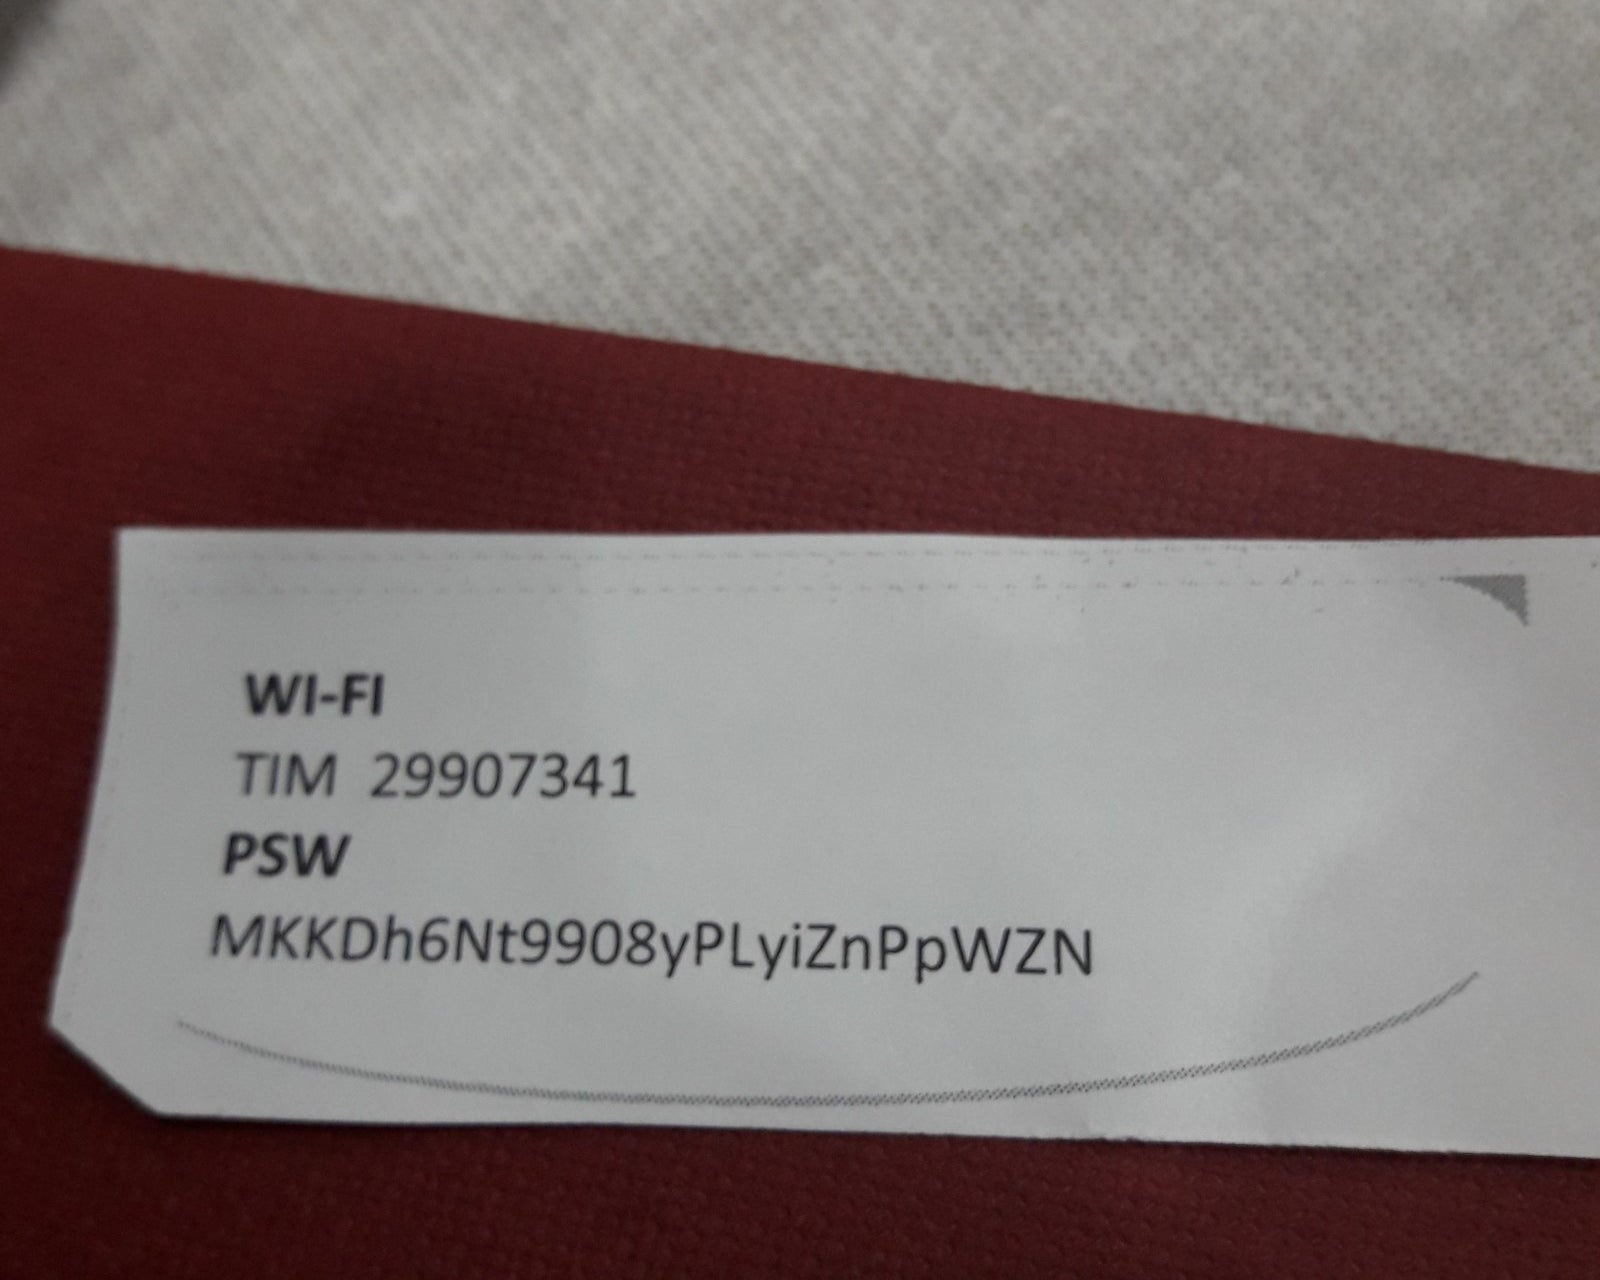 WI-FI
TIM 29907341
PSW
MKKDh6Nt9908yPLyiZnPpWZN